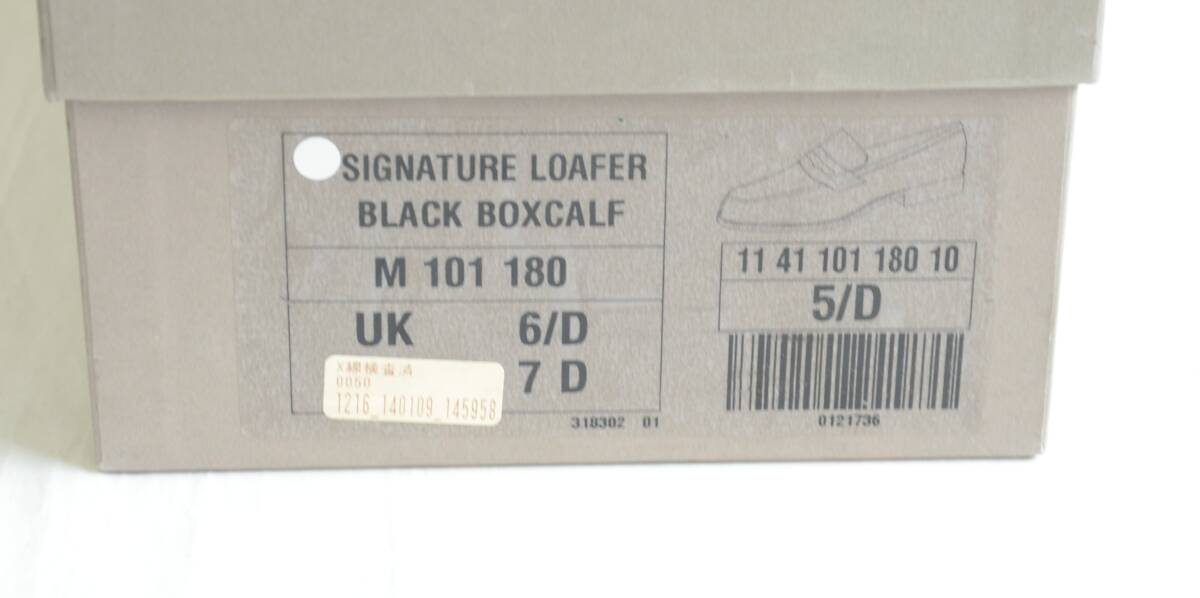 SIGNATURE LOAFER
BLACK BOXCALF
M 101 180
UK 6/D
7 D
X線検査済
0050
1216_140109_145958
318302 01
11 41 101 180 10
5/D
0121736